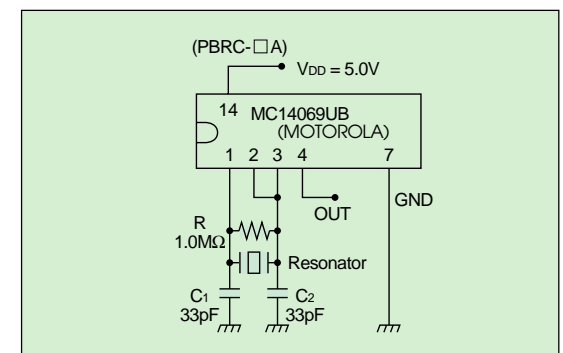 (PBRC-□A)
VDD = 5.0V
14 MC14069UB
(MOTOROLA)
1 2 3 4 7
GND
OUT
R
1.0MΩ
Resonator
C1 C2
33pF 33pF